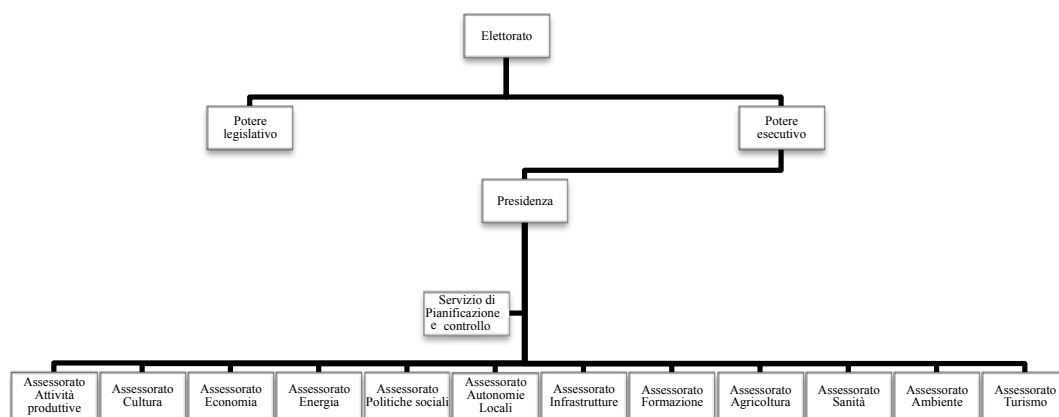 Elettorato
Potere
legislativo
Potere
esecutivo
Presidenza
Servizio di
Pianificazione
e controllo
Assessorato
Attività
produttive
Assessorato
Cultura
Assessorato
Economia
Assessorato
Energia
Assessorato
Politiche sociali
Assessorato
Autonomie
Locali
Assessorato
Infrastrutture
Assessorato
Formazione
Assessorato
Agricoltura
Assessorato
Sanità
Assessorato
Ambiente
Assessorato
Turismo